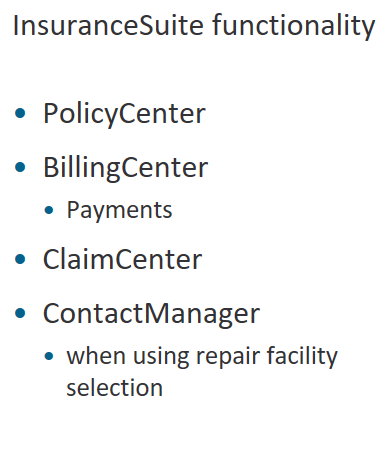 InsuranceSuite functionality
• PolicyCenter
• BillingCenter
• Payments
• ClaimCenter
• ContactManager
• when using repair facility
selection